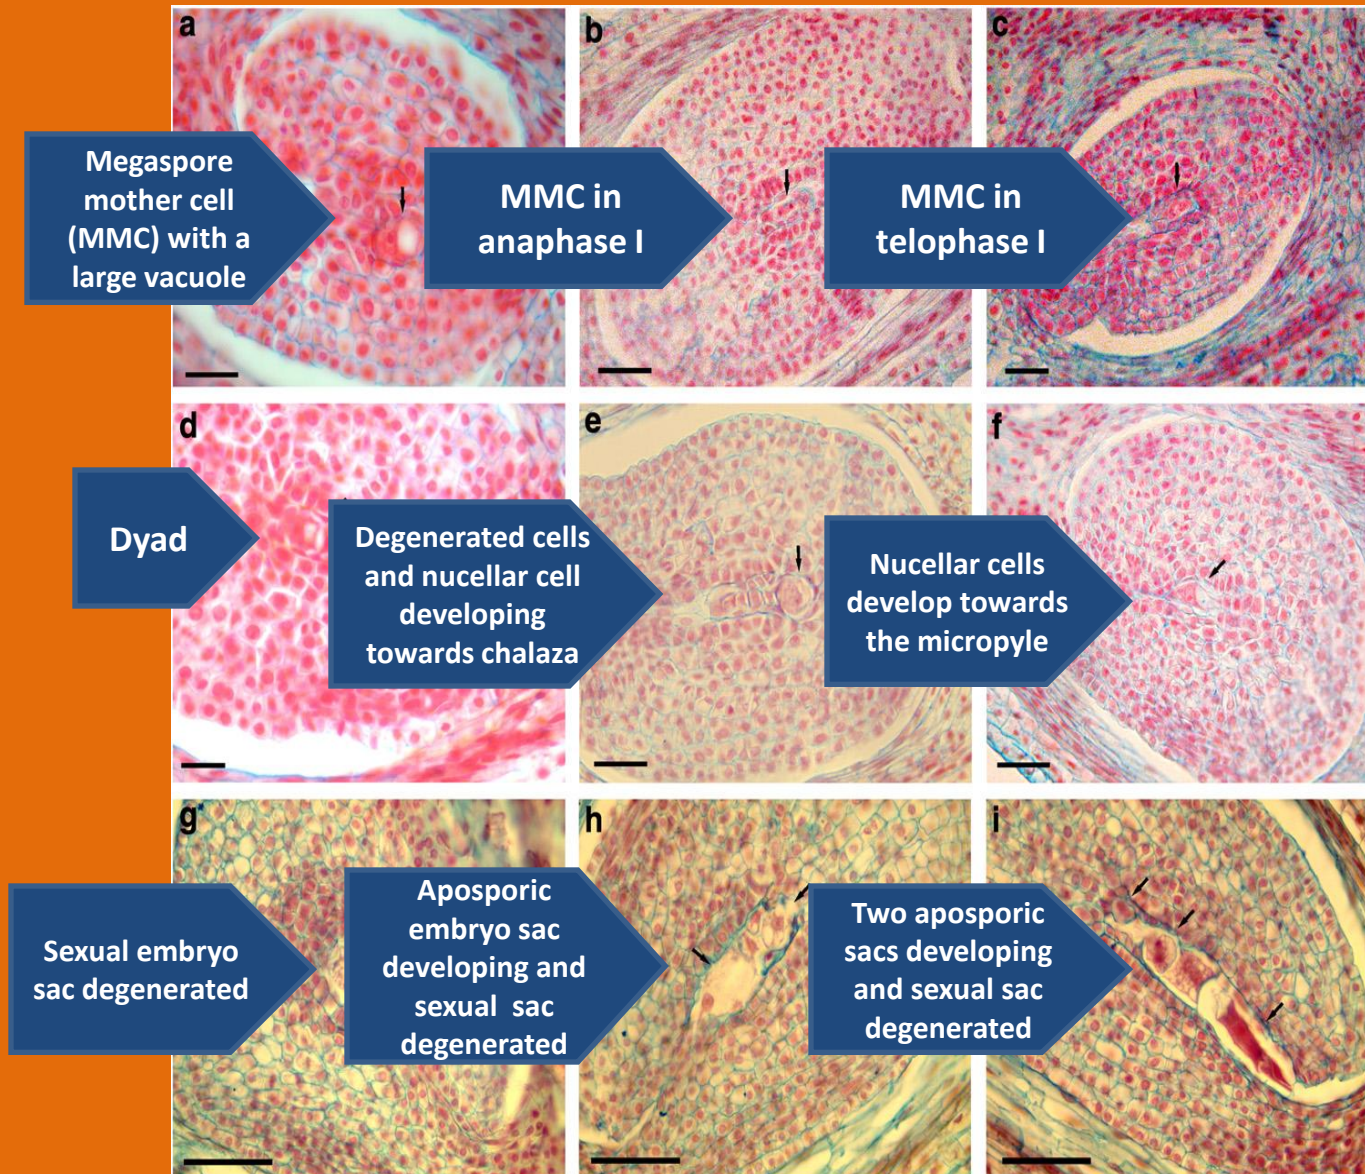 a
b
c
Megaspore
mother cell
(MMC) with a
large vacuole
MMC in
anaphase I
MMC in
telophase I
d
e
f
Dyad
Degenerated cells
and nucellar cell
developing
towards chalaza
Nucellar cells
develop towards
the micropyle
g
h
i
Sexual embryo
sac degenerated
Aposporic
embryo sac
developing and
sexual sac
degenerated
Two aposporic
sacs developing
and sexual sac
degenerated